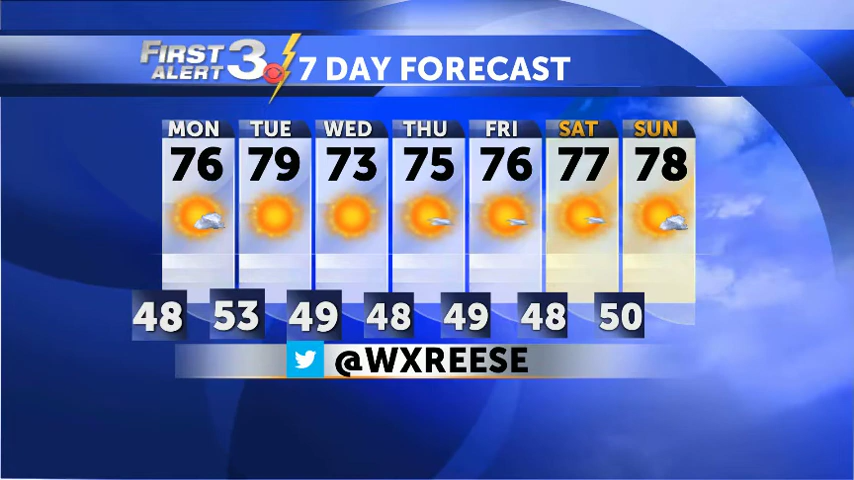 FIRST ALERT 3 7 DAY FORECAST
MON TUE WED THU FRI SAT SUN
76 79 73 75 76 77 78
48 53 49 48 49 48 50
@WXREESE